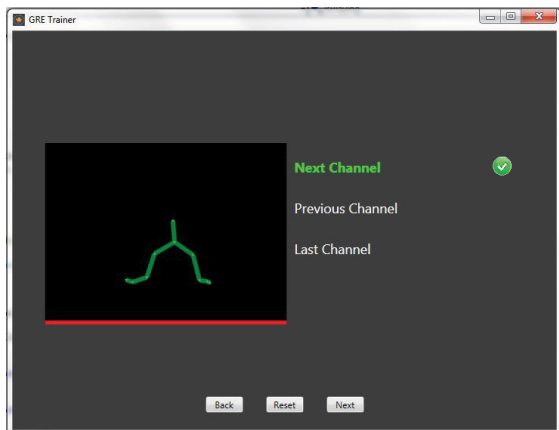 GRE Trainer
Next Channel
Previous Channel
Last Channel
Back Reset Next